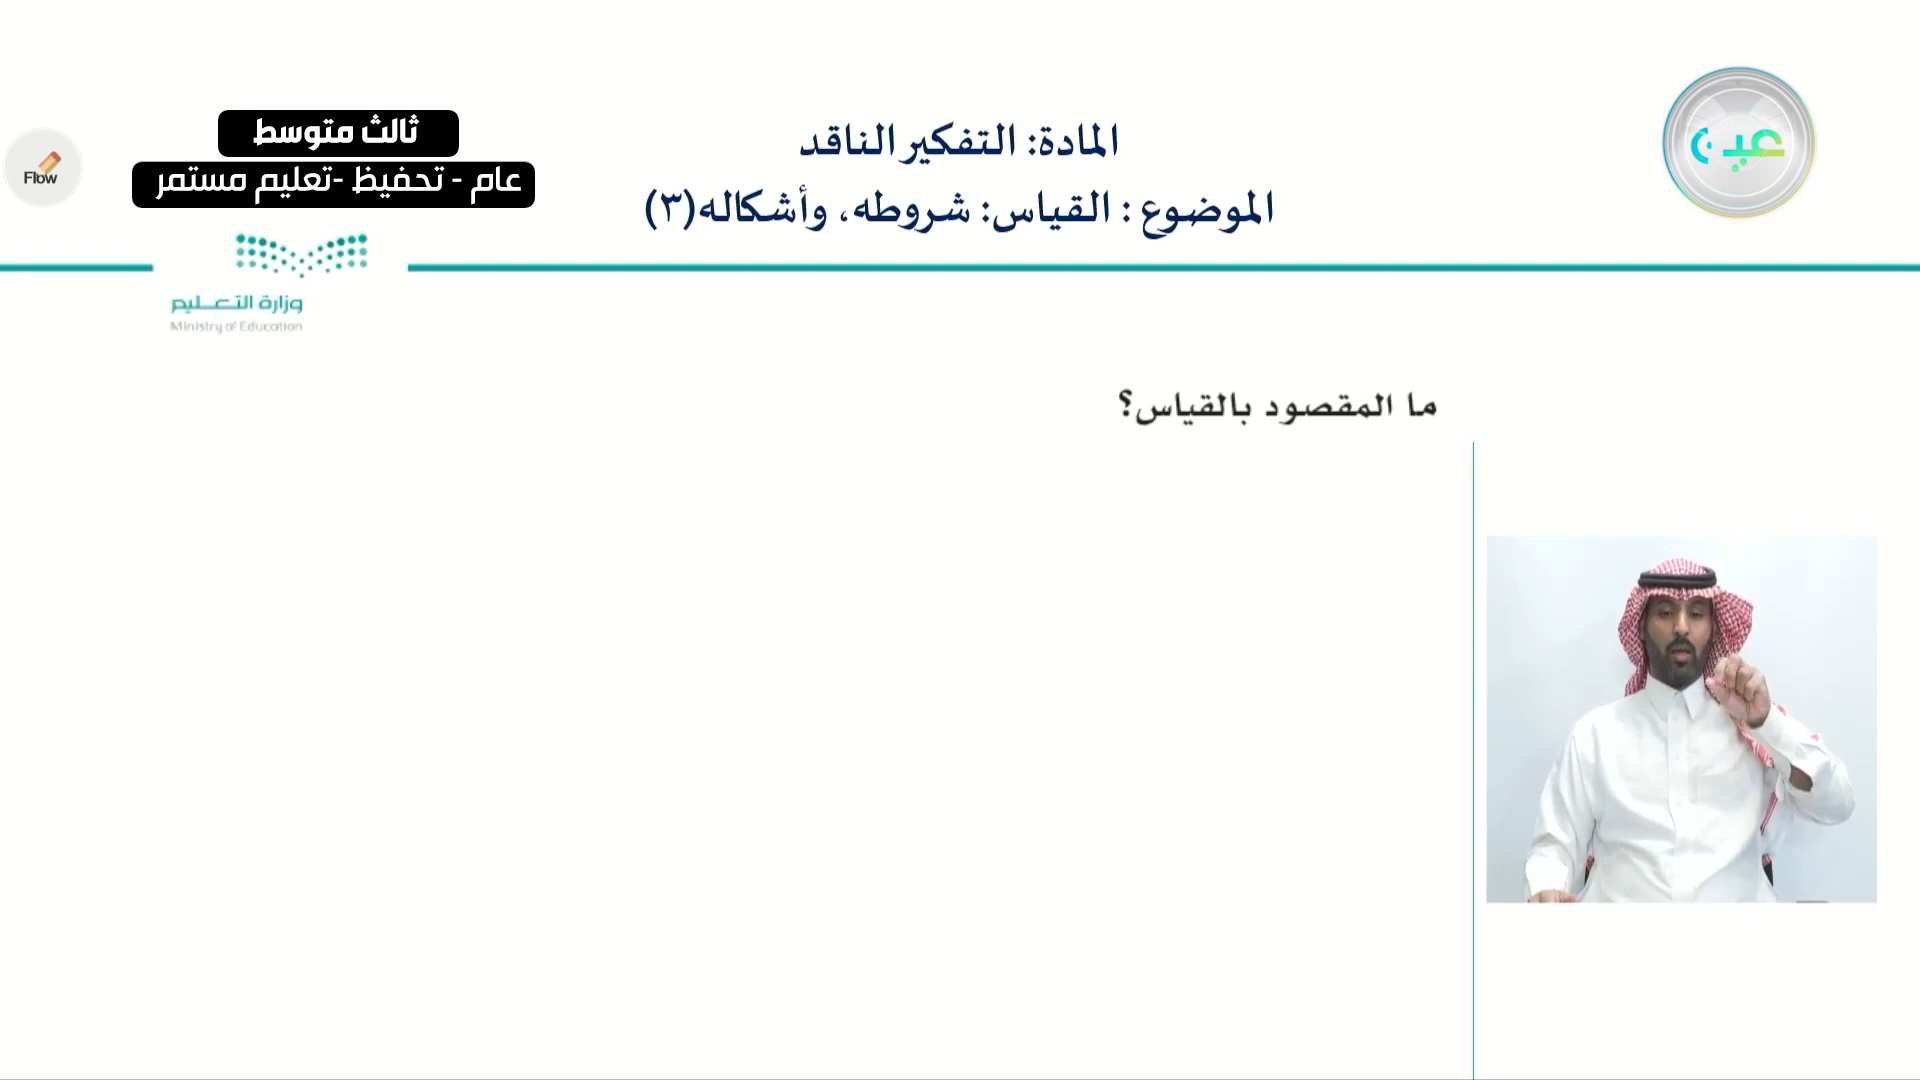 المادة: التفكير الناقد
الموضوع : القياس: شروطه، وأشكاله(٣)
عين
ثالث متوسط
عام - تحفيظ -تعليم مستمر
Flow
وزارة التعليم
Ministry of Education
ما المقصود بالقياس؟